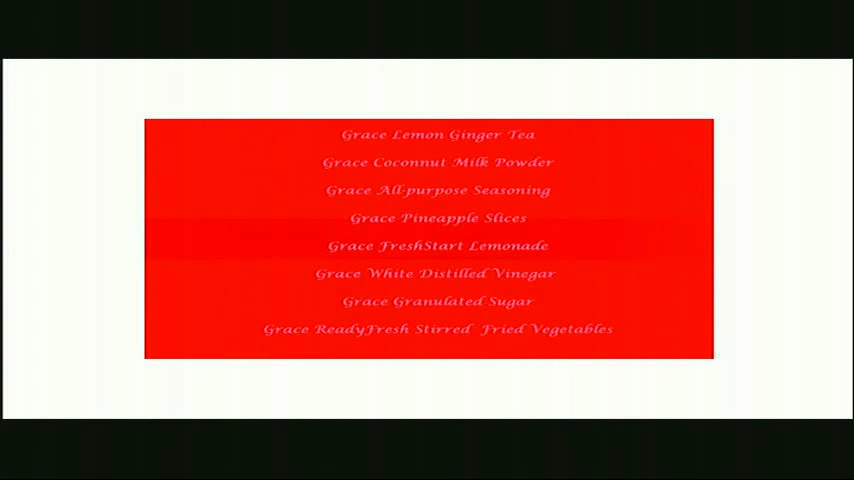 Grace Lemon Ginger Tea
Grace Coconnut Milk Powder
Grace All-purpose Seasoning
Grace Pineapple Slices
Grace FreshStart Lemonade
Grace White Distilled Vinegar
Grace Granulated Sugar
Grace ReadyFresh Stirred Fried Vegetables